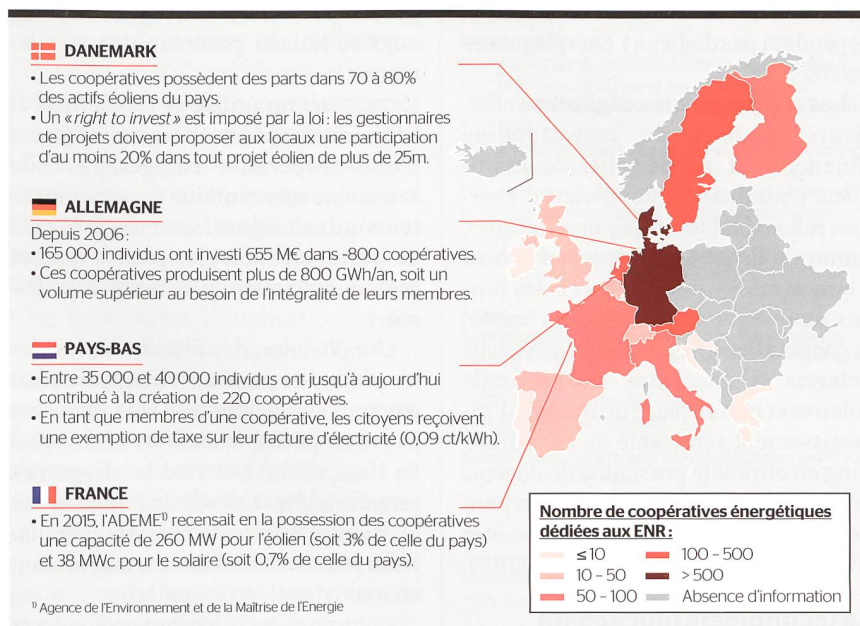 DANEMARK
• Les coopératives possèdent des parts dans 70 à 80%
des actifs éoliens du pays.
• Un «right to invest» est imposé par la loi : les gestionnaires
de projets doivent proposer aux locaux une participation
d'au moins 20% dans tout projet éolien de plus de 25m.
ALLEMAGNE
Depuis 2006 :
• 165 000 individus ont investi 655 M€ dans ~800 coopératives.
• Ces coopératives produisent plus de 800 GWh/an, soit un
volume supérieur au besoin de l'intégralité de leurs membres.
PAYS-BAS
• Entre 35 000 et 40 000 individus ont jusqu'à aujourd'hui
contribué à la création de 220 coopératives.
• En tant que membres d'une coopérative, les citoyens reçoivent
une exemption de taxe sur leur facture d'électricité (0,09 ct/kWh).
FRANCE
• En 2015, l'ADEME¹⁾ recensait en la possession des coopératives
une capacité de 260 MW pour l'éolien (soit 3% de celle du pays)
et 38 MWc pour le solaire (soit 0,7% de celle du pays).
¹⁾ Agence de l'Environnement et de la Maîtrise de l'Energie
Nombre de coopératives énergétiques
dédiées aux ENR :
≤ 10
10 - 50
50 - 100
100 - 500
> 500
Absence d'information